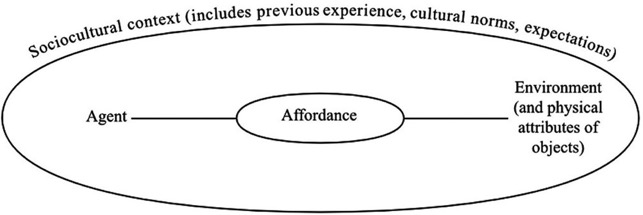 Sociocultural context (includes previous experience, cultural norms, expectations)
Agent
Affordance
Environment
(and physical
attributes of
objects)